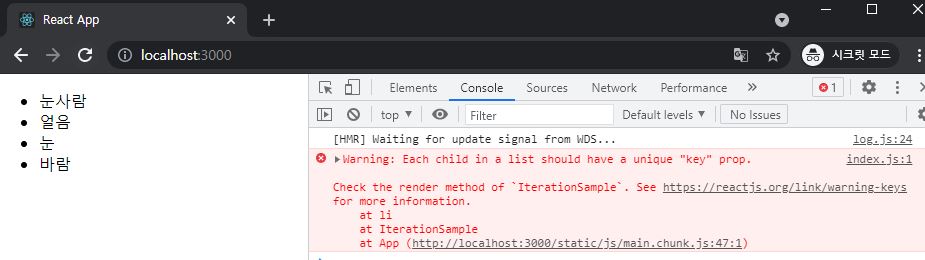 React App
localhost:3000
시크릿 모드
눈사람
얼음
눈
바람
Elements Console Sources Network Performance 1
top Filter Default levels No Issues
[HMR] Waiting for update signal from WDS... log.js:24
Warning: Each child in a list should have a unique "key" prop. index.js:1
Check the render method of `IterationSample`. See https://reactjs.org/link/warning-keys
for more information.
at li
at IterationSample
at App (http://localhost:3000/static/js/main.chunk.js:47:1)